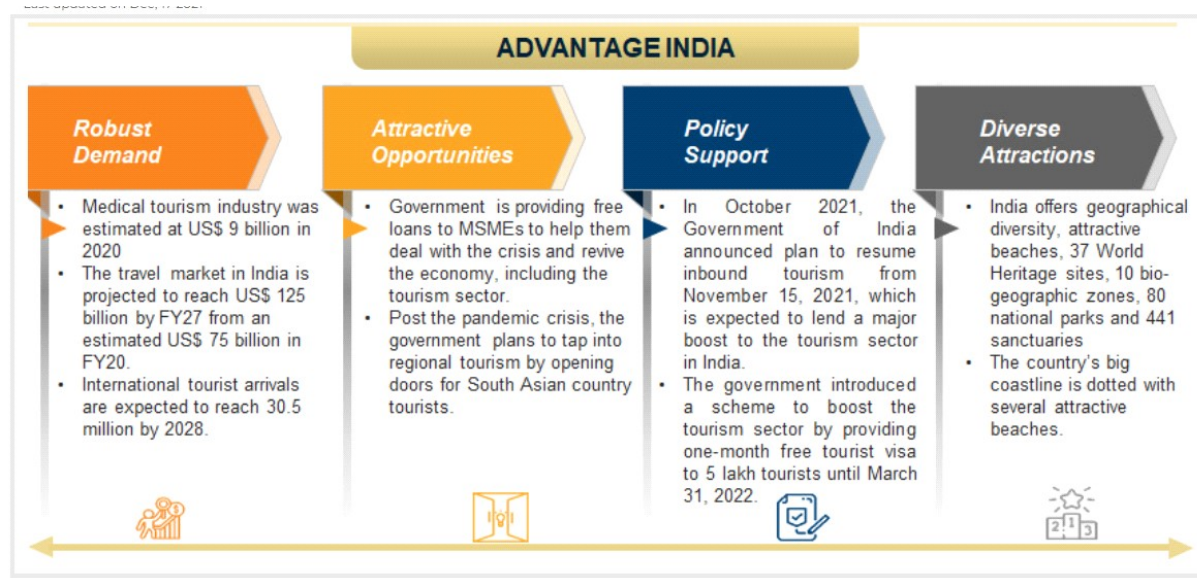 ADVANTAGE INDIA
Robust
Demand
• Medical tourism industry was
estimated at US$ 9 billion in
2020
• The travel market in India is
projected to reach US$ 125
billion by FY27 from an
estimated US$ 75 billion in
FY20.
• International tourist arrivals
are expected to reach 30.5
million by 2028.
Attractive
Opportunities
• Government is providing free
loans to MSMEs to help them
deal with the crisis and revive
the economy, including the
tourism sector.
• Post the pandemic crisis, the
government plans to tap into
regional tourism by opening
doors for South Asian country
tourists.
Policy
Support
• In October 2021, the
Government of India
announced plan to resume
inbound tourism from
November 15, 2021, which
is expected to lend a major
boost to the tourism sector
in India.
• The government introduced
a scheme to boost the
tourism sector by providing
one-month free tourist visa
to 5 lakh tourists until March
31, 2022.
Diverse
Attractions
• India offers geographical
diversity, attractive
beaches, 37 World
Heritage sites, 10 bio-
geographic zones, 80
national parks and 441
sanctuaries
• The country's big
coastline is dotted with
several attractive
beaches.
$
2 1 3